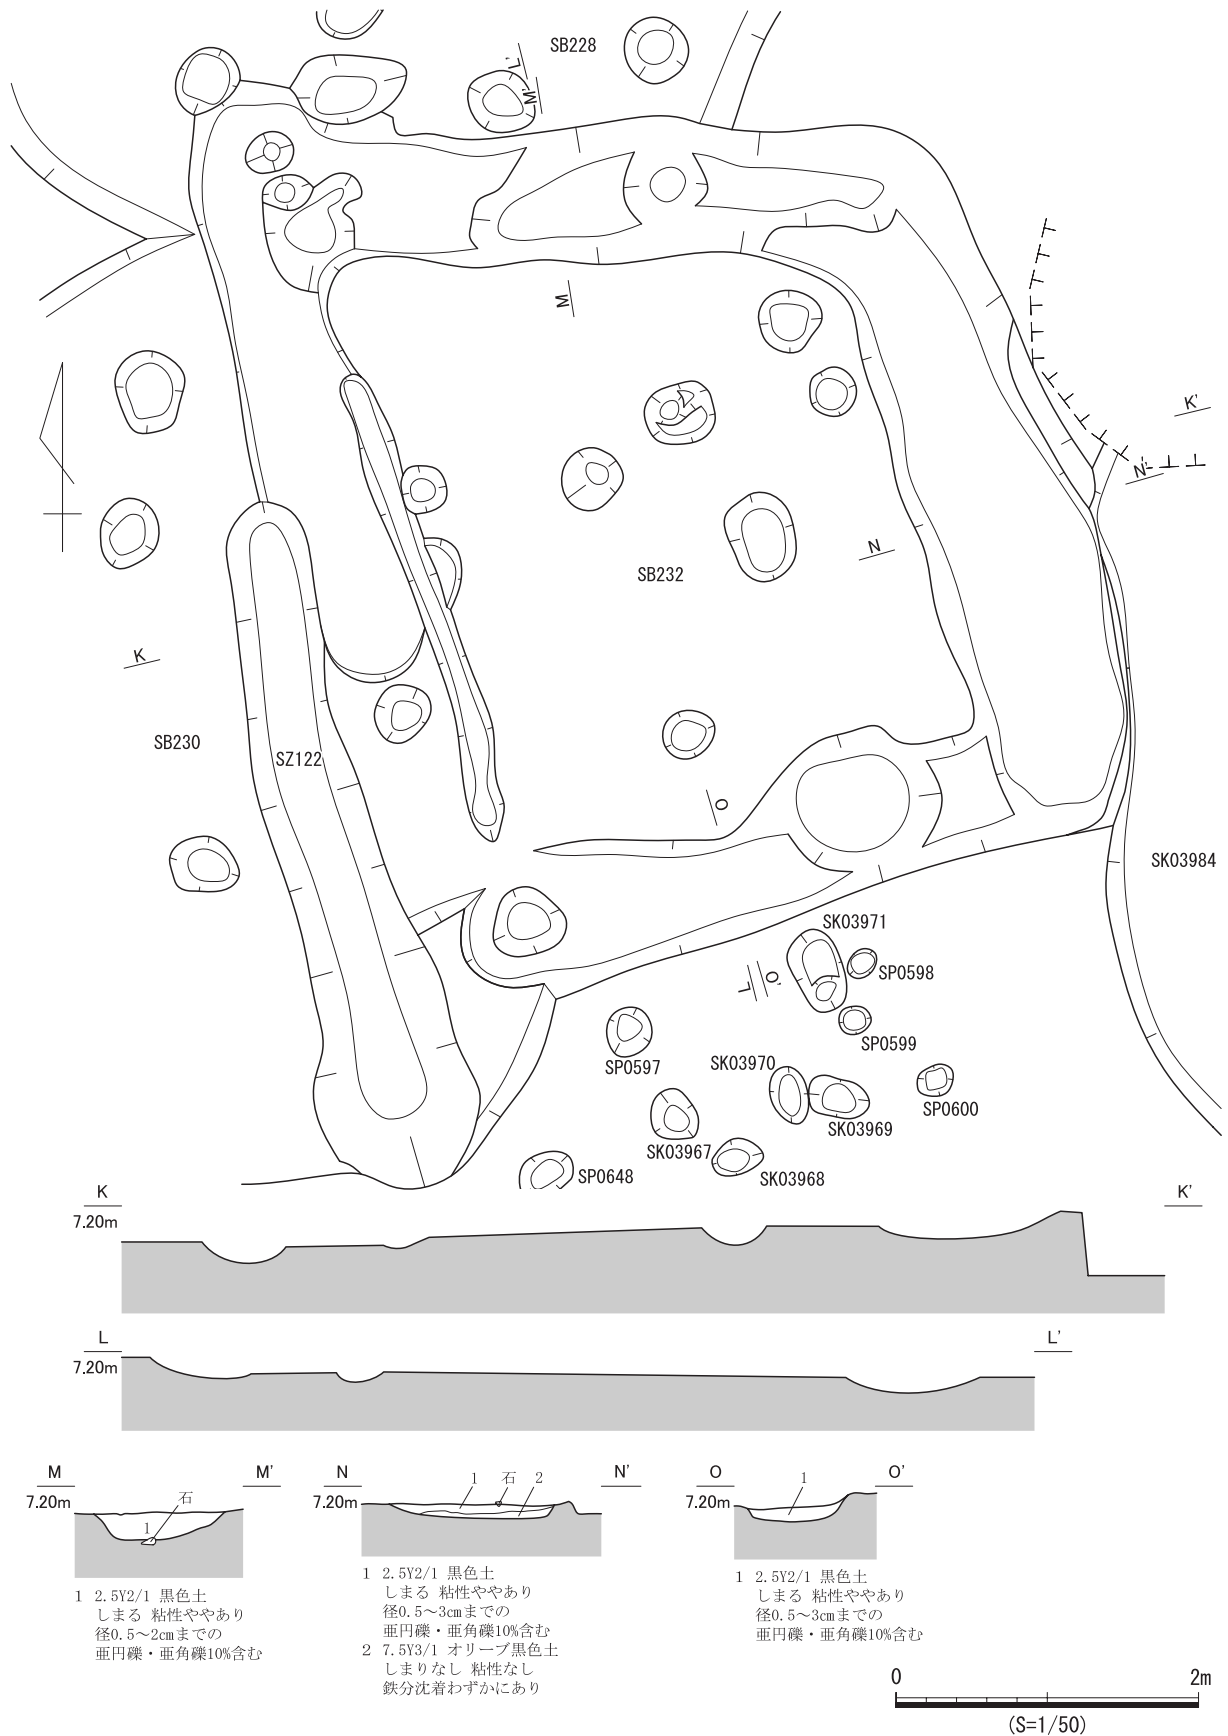 SB228
L'
M'
M
K'
N'
N
SB232
K
SB230
SZ122
O
SK03984
SK03971
L
O'
SP0598
SP0599
SP0597
SK03970
SP0600
SK03969
SK03967
SP0648
SK03968
K
K'
7.20m
L
L'
7.20m
M
M'
7.20m
石
1
1 2.5Y2/1 黒色土
しまる 粘性ややあり
径0.5～2cmまでの
亜円礫・亜角礫10%含む
N
N'
7.20m
1 石 2
1 2.5Y2/1 黒色土
しまる 粘性ややあり
径0.5～3cmまでの
亜円礫・亜角礫10%含む
2 7.5Y3/1 オリーブ黒色土
しまりなし 粘性なし
鉄分沈着わずかにあり
O
O'
7.20m
1
1 2.5Y2/1 黒色土
しまる 粘性ややあり
径0.5～3cmまでの
亜円礫・亜角礫10%含む
0 2m
(S=1/50)